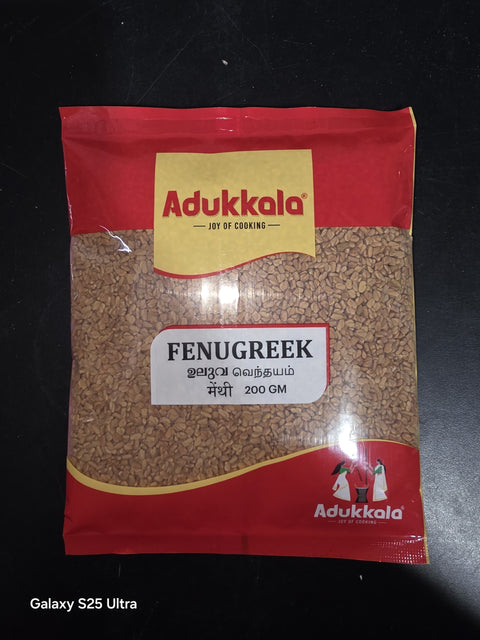 Adukkala®
JOY OF COOKING
FENUGREEK
ഉലുവ வெந்தயம்
मेंथी 200 GM
Adukkala®
JOY OF COOKING
Galaxy S25 Ultra